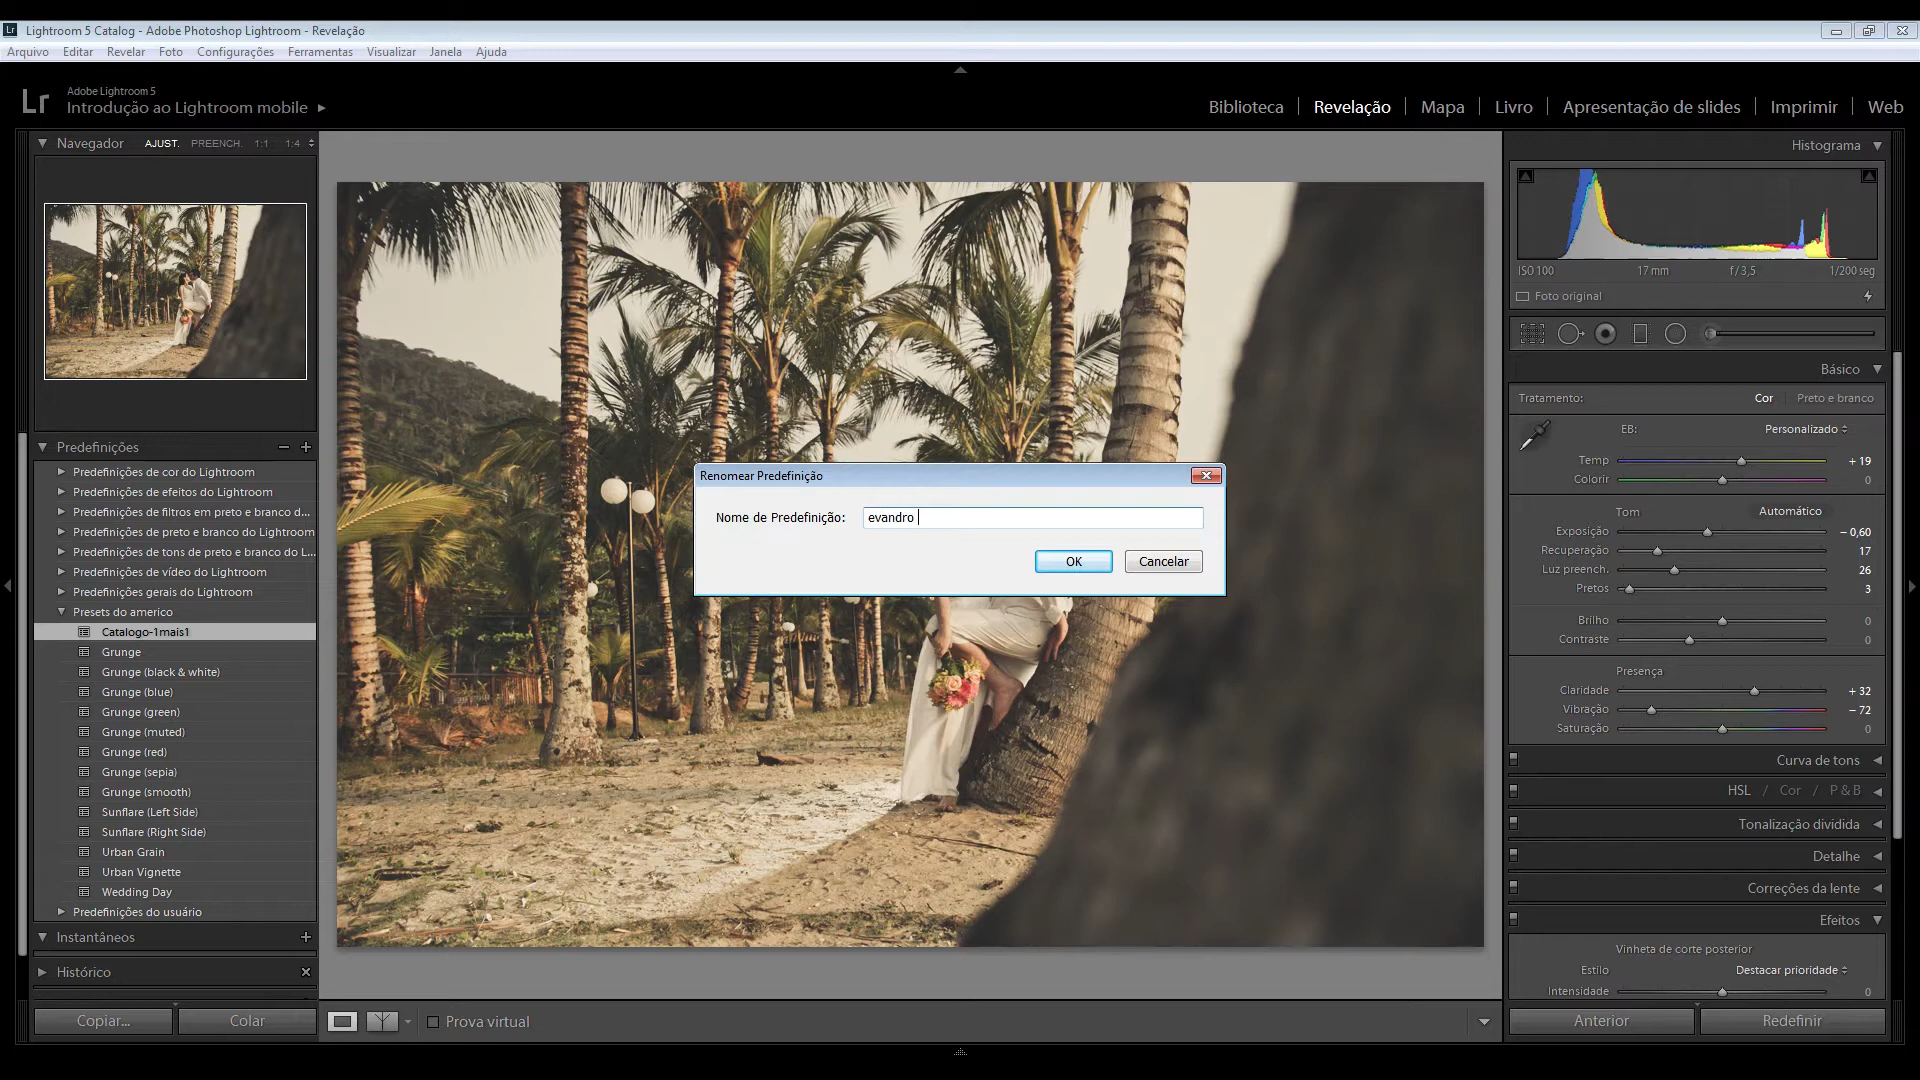 Lightroom 5 Catalog - Adobe Photoshop Lightroom - Revelação
Arquivo Editar Revelar Foto Configurações Ferramentas Visualizar Janela Ajuda
Lr
Adobe Lightroom 5
Introdução ao Lightroom mobile
Biblioteca Revelação Mapa Livro Apresentação de slides Imprimir Web
Navegador AJUST. PREENCH. 1:1 1:4
Predefinições
Predefinições de cor do Lightroom
Predefinições de efeitos do Lightroom
Predefinições de filtros em preto e branco d...
Predefinições de preto e branco do Lightroom
Predefinições de tons de preto e branco do L...
Predefinições de vídeo do Lightroom
Predefinições gerais do Lightroom
Presets do americo
Catalogo-1mais1
Grunge
Grunge (black & white)
Grunge (blue)
Grunge (green)
Grunge (muted)
Grunge (red)
Grunge (sepia)
Grunge (smooth)
Sunflare (Left Side)
Sunflare (Right Side)
Urban Grain
Urban Vignette
Wedding Day
Predefinições do usuário
Instantâneos
Histórico
Copiar... Colar
Renomear Predefinição
Nome de Predefinição: evandro
OK Cancelar
Prova virtual
Histograma
ISO 100 17 mm f/3,5 1/200 seg
Foto original
Básico
Tratamento: Cor Preto e branco
EB: Personalizado
Temp + 19
Colorir 0
Tom Automático
Exposição - 0,60
Recuperação 17
Luz preench. 26
Pretos 3
Brilho 0
Contraste 0
Presença
Claridade + 32
Vibração - 72
Saturação 0
Curva de tons
HSL / Cor / P & B
Tonalização dividida
Detalhe
Correções da lente
Efeitos
Vinheta de corte posterior
Estilo Destacar prioridade
Intensidade 0
Anterior Redefinir